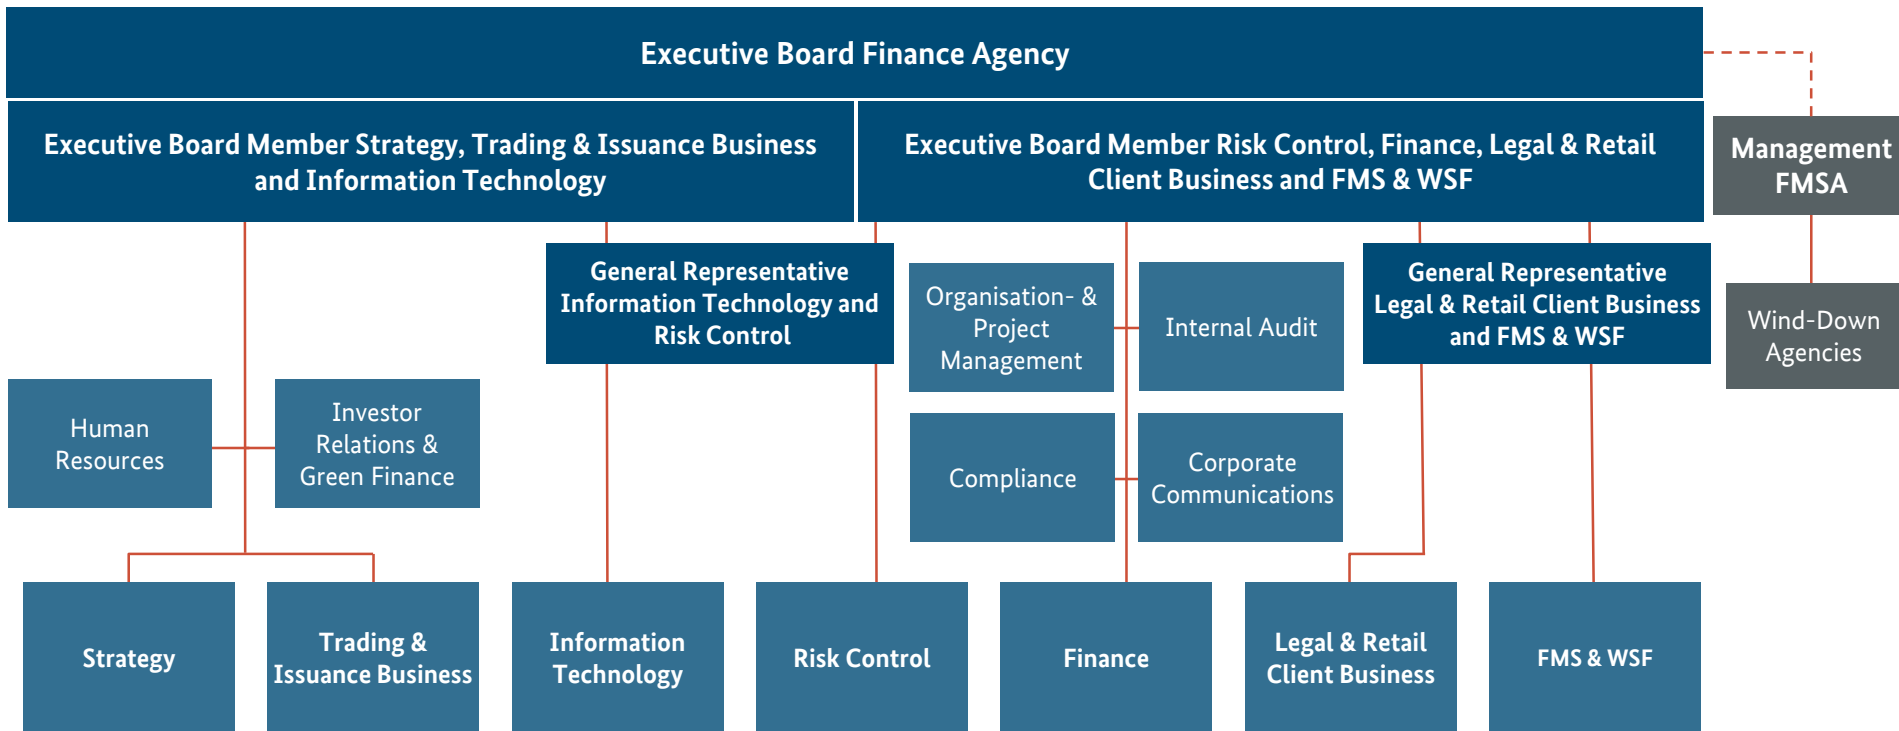 Executive Board Finance Agency
Executive Board Member Strategy, Trading & Issuance Business
and Information Technology
Executive Board Member Risk Control, Finance, Legal & Retail
Client Business and FMS & WSF
Management
FMSA
General Representative
Information Technology and
Risk Control
Organisation- &
Project
Management
Internal Audit
General Representative
Legal & Retail Client Business
and FMS & WSF
Wind-Down
Agencies
Human
Resources
Investor
Relations &
Green Finance
Compliance
Corporate
Communications
Strategy
Trading &
Issuance Business
Information
Technology
Risk Control
Finance
Legal & Retail
Client Business
FMS & WSF